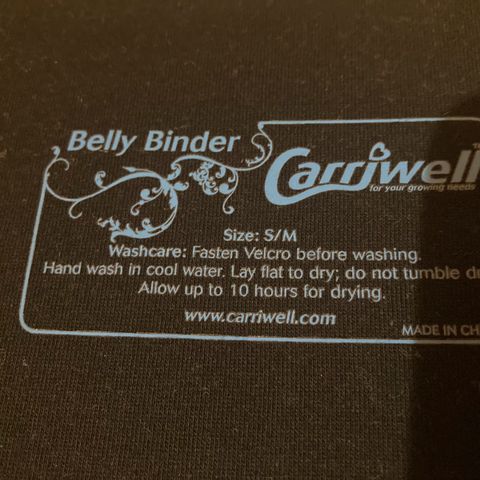 Belly Binder
Carriwell
for your growing needs
Size: S/M
Washcare: Fasten Velcro before washing.
Hand wash in cool water. Lay flat to dry; do not tumble d
Allow up to 10 hours for drying.
www.carriwell.com
MADE IN CH